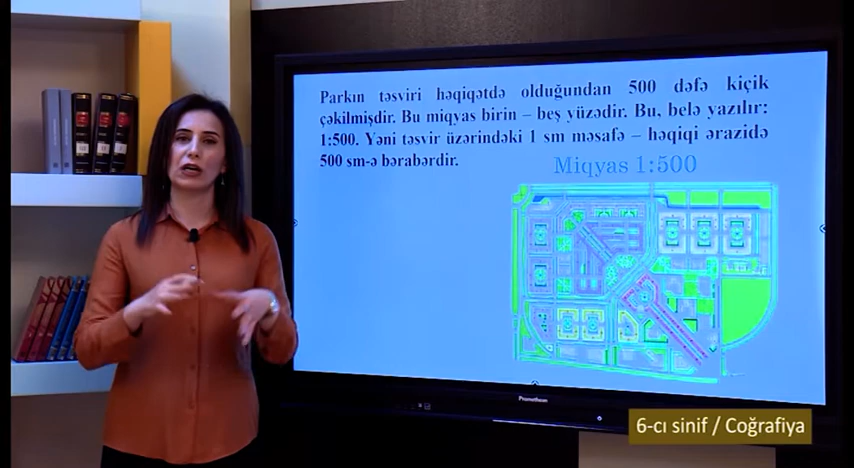 Parkın təsviri həqiqətdə olduğundan 500 dəfə kiçik
çəkilmişdir. Bu miqyas birin – beş yüzədir. Bu, belə yazılır:
1:500. Yəni təsvir üzərindəki 1 sm məsafə – həqiqi ərazidə
500 sm-ə bərabərdir.
Miqyas 1:500
Promethean
6-cı sinif / Coğrafiya